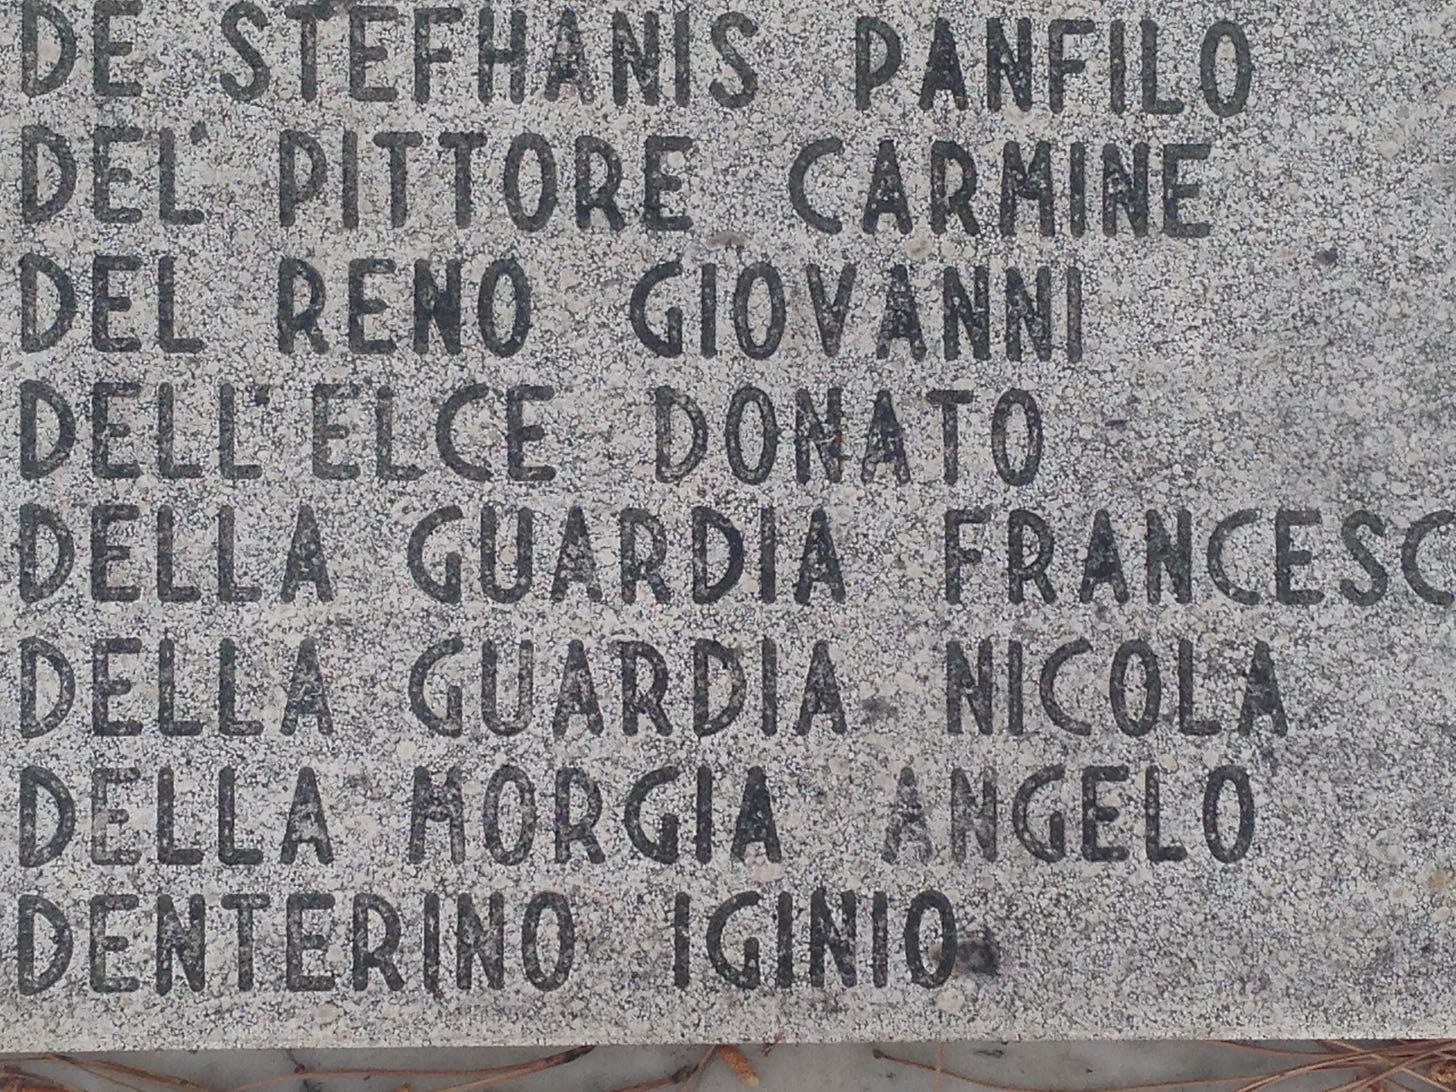 DE STEFHANIS PANFILO
DEL' PITTORE CARMINE
DEL RENO GIOVANNI
DELL'ELCE DONATO
DELLA GUARDIA FRANCESC
DELLA GUARDIA NICOLA
DELLA MORGIA ANGELO
DENTERINO IGINIO